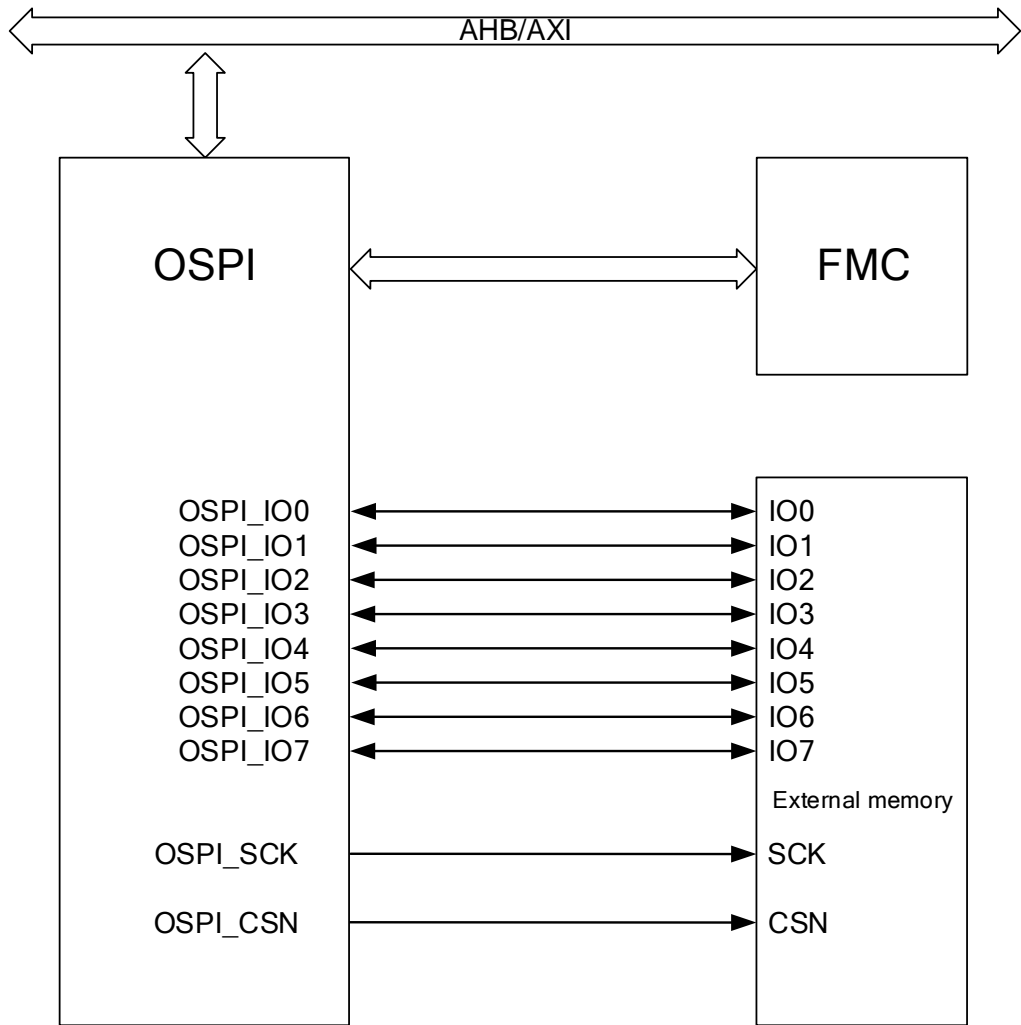 AHB/AXI
OSPI
FMC
OSPI_IO0
IO0
OSPI_IO1
IO1
OSPI_IO2
IO2
OSPI_IO3
IO3
OSPI_IO4
IO4
OSPI_IO5
IO5
OSPI_IO6
IO6
OSPI_IO7
IO7
External memory
OSPI_SCK
SCK
OSPI_CSN
CSN